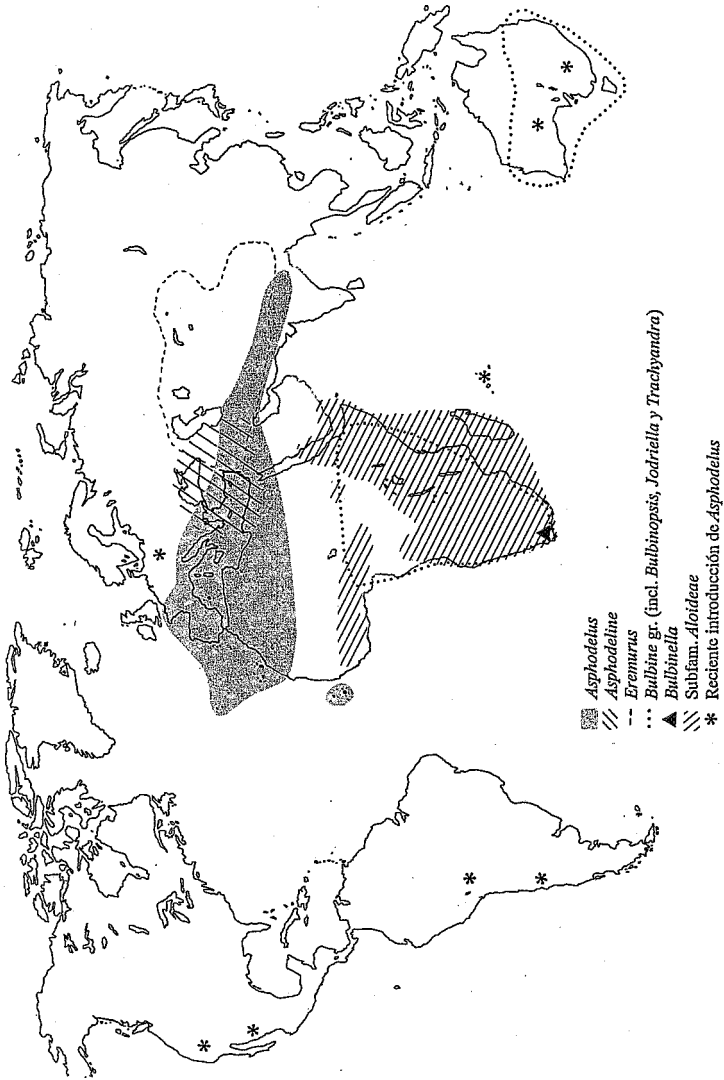 Asphodelus
Asphodeline
Eremurus
Bulbine gr. (incl. Bulbinopsis, Jodriella y Trachyandra)
Bulbinella
Subfam. Aloideae
* Reciente introducción de Asphodelus